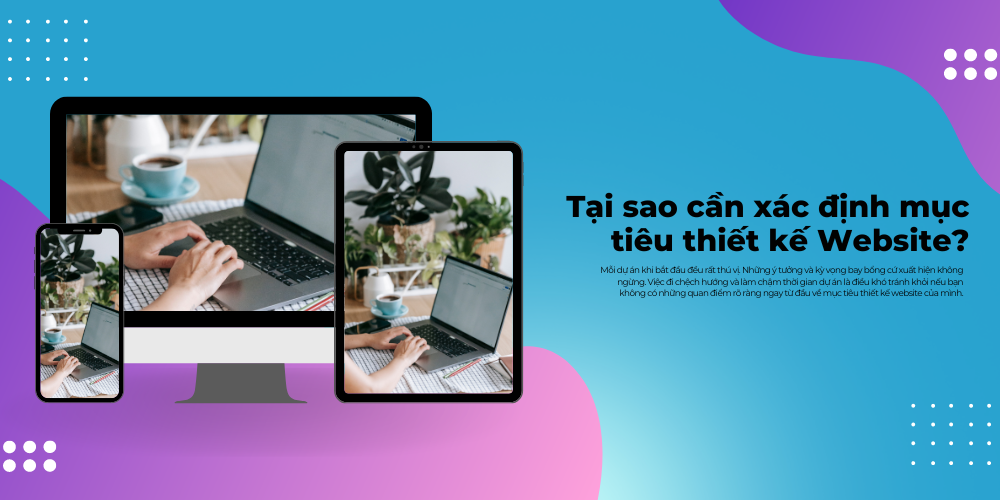 Tại sao cần xác định mục
tiêu thiết kế Website?
Mỗi dự án khi bắt đầu đều rất thú vị. Những ý tưởng và kỳ vọng bay bổng cứ xuất hiện không
ngừng. Việc đi chệch hướng và làm chậm thời gian dự án là điều khó tránh khỏi nếu bạn
không có những quan điểm rõ ràng ngay từ đầu về mục tiêu thiết kế website của mình.